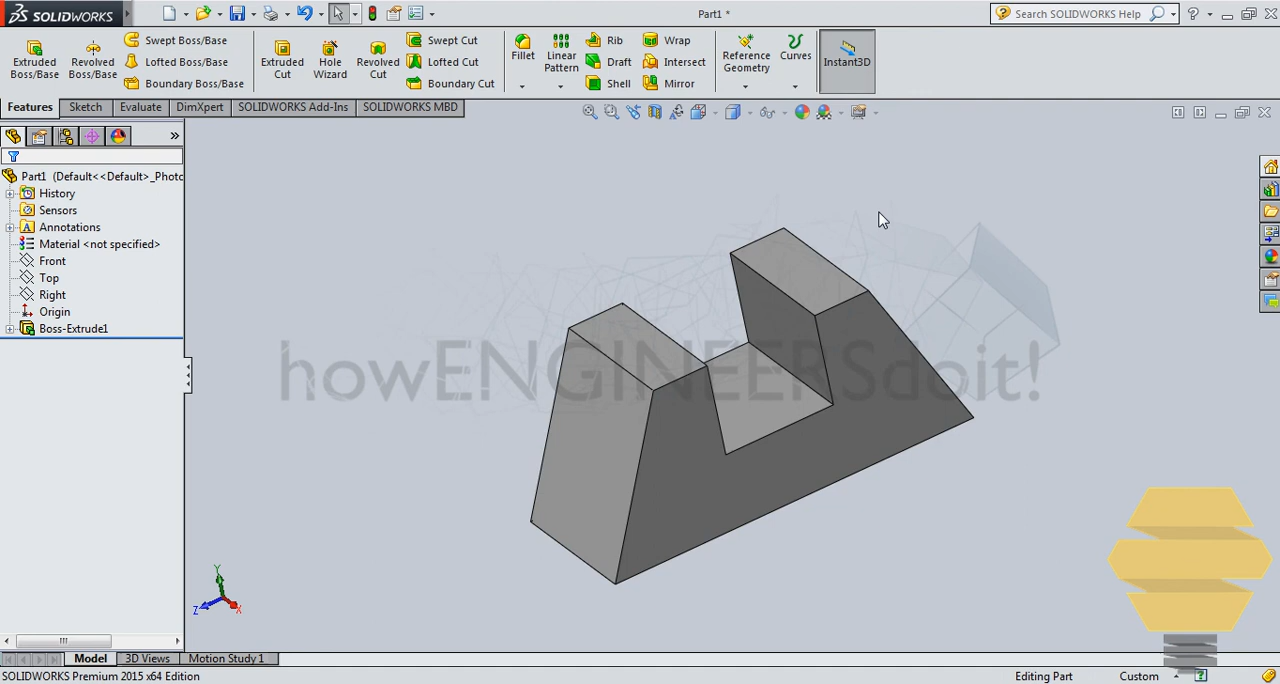 SOLIDWORKS
Part1 *
Search SOLIDWORKS Help
Extruded Boss/Base
Boss/Base
Swept Boss/Base
Lofted Boss/Base
Boundary Boss/Base
Extruded Cut
Hole Wizard
Revolved Cut
Swept Cut
Lofted Cut
Boundary Cut
Fillet
Linear Pattern
Rib
Draft
Shell
Wrap
Intersect
Mirror
Reference Geometry
Curves
Instant3D
Features
Sketch
Evaluate
DimXpert
SOLIDWORKS Add-Ins
SOLIDWORKS MBD
Part1 (Default<<Default>_Photo
History
Sensors
A
Annotations
Material <not specified>
Front
Top
Right
Origin
Boss-Extrude1
howENGINEERSdoit!
Y
Z
X
Model
3D Views
Motion Study 1
SOLIDWORKS Premium 2015 x64 Edition
Editing Part
Custom